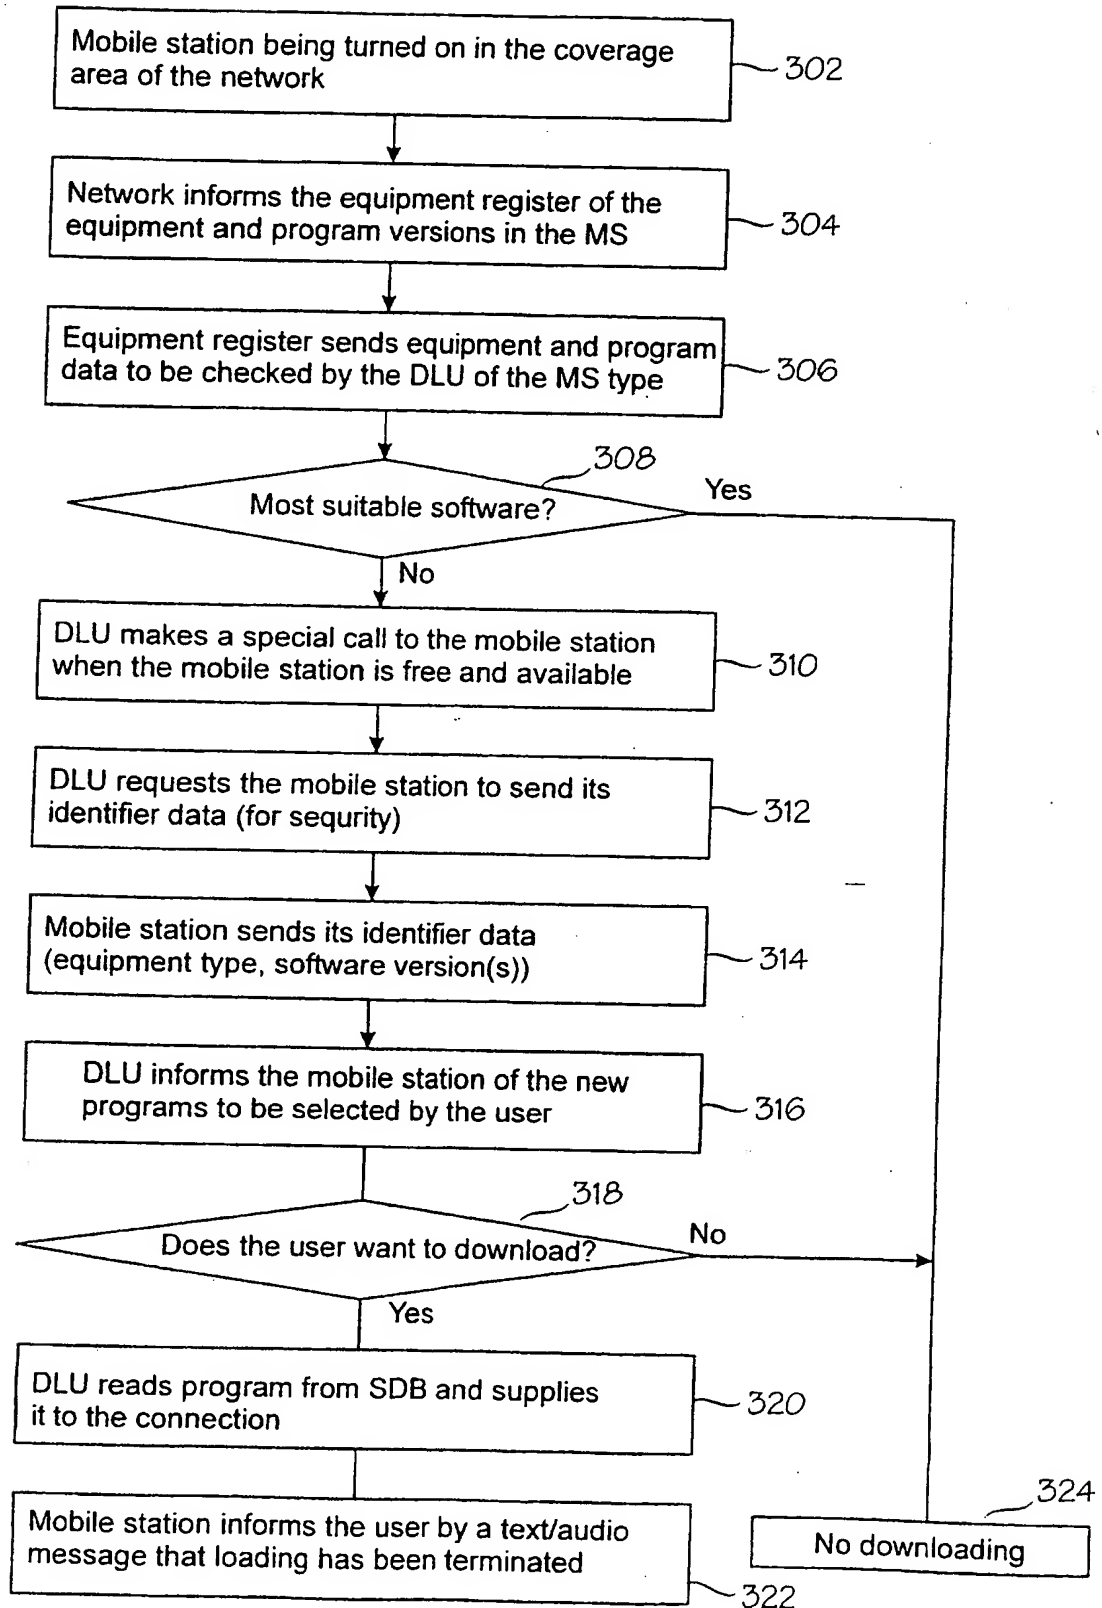 Mobile station being turned on in the coverage
area of the network
302
Network informs the equipment register of the
equipment and program versions in the MS
304
Equipment register sends equipment and program
data to be checked by the DLU of the MS type
306
308
Most suitable software?
Yes
No
DLU makes a special call to the mobile station
when the mobile station is free and available
310
DLU requests the mobile station to send its
identifier data (for sequrity)
312
Mobile station sends its identifier data
(equipment type, software version(s))
314
DLU informs the mobile station of the new
programs to be selected by the user
316
318
Does the user want to download?
No
Yes
DLU reads program from SDB and supplies
it to the connection
320
Mobile station informs the user by a text/audio
message that loading has been terminated
322
324
No downloading